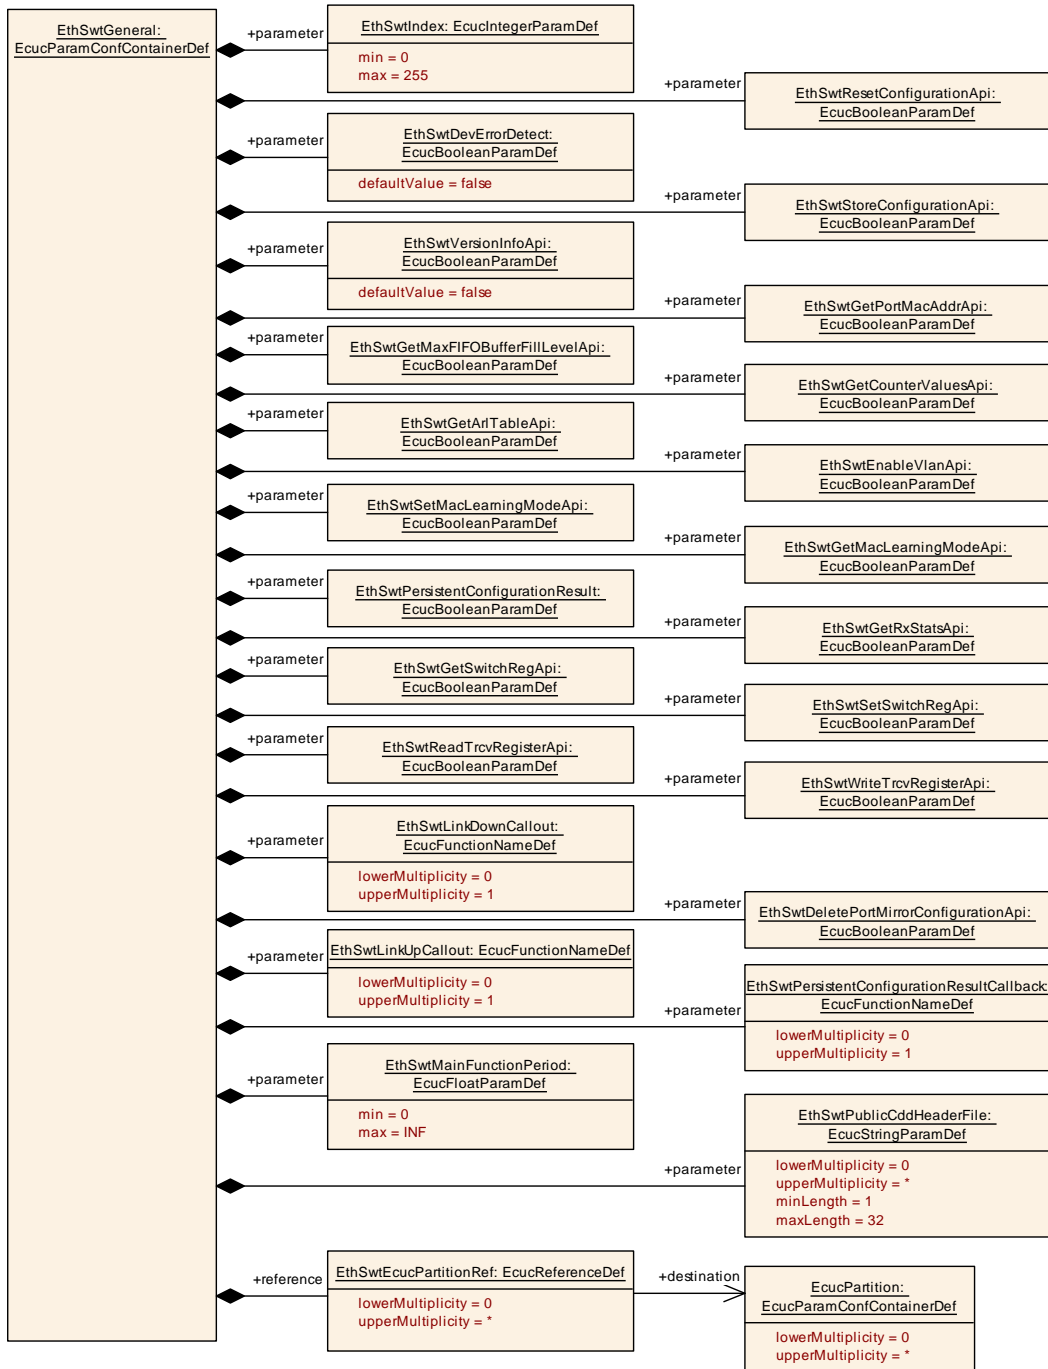 EthSwtGeneral:
EcucParamConfContainerDef
+parameter
EthSwtIndex: EcucIntegerParamDef
min = 0
max = 255
+parameter
EthSwtResetConfigurationApi:
EcucBooleanParamDef
+parameter
EthSwtDevErrorDetect:
EcucBooleanParamDef
defaultValue = false
+parameter
EthSwtStoreConfigurationApi:
EcucBooleanParamDef
+parameter
EthSwtVersionInfoApi:
EcucBooleanParamDef
defaultValue = false
+parameter
EthSwtGetPortMacAddrApi:
EcucBooleanParamDef
+parameter
EthSwtGetMaxFIFOBufferFillLevelApi:
EcucBooleanParamDef
+parameter
EthSwtGetCounterValuesApi:
EcucBooleanParamDef
+parameter
EthSwtGetArlTableApi:
EcucBooleanParamDef
+parameter
EthSwtEnableVlanApi:
EcucBooleanParamDef
+parameter
EthSwtSetMacLearningModeApi:
EcucBooleanParamDef
+parameter
EthSwtGetMacLearningModeApi:
EcucBooleanParamDef
+parameter
EthSwtPersistentConfigurationResult:
EcucBooleanParamDef
+parameter
EthSwtGetRxStatsApi:
EcucBooleanParamDef
+parameter
EthSwtGetSwitchRegApi:
EcucBooleanParamDef
+parameter
EthSwtSetSwitchRegApi:
EcucBooleanParamDef
+parameter
EthSwtReadTrcvRegisterApi:
EcucBooleanParamDef
+parameter
EthSwtWriteTrcvRegisterApi:
EcucBooleanParamDef
+parameter
EthSwtLinkDownCallout:
EcucFunctionNameDef
lowerMultiplicity = 0
upperMultiplicity = 1
+parameter
EthSwtDeletePortMirrorConfigurationApi:
EcucBooleanParamDef
+parameter
EthSwtLinkUpCallout: EcucFunctionNameDef
lowerMultiplicity = 0
upperMultiplicity = 1
+parameter
EthSwtPersistentConfigurationResultCallback:
EcucFunctionNameDef
lowerMultiplicity = 0
upperMultiplicity = 1
+parameter
EthSwtMainFunctionPeriod:
EcucFloatParamDef
min = 0
max = INF
+parameter
EthSwtPublicCddHeaderFile:
EcucStringParamDef
lowerMultiplicity = 0
upperMultiplicity = *
minLength = 1
maxLength = 32
+reference
EthSwtEcucPartitionRef: EcucReferenceDef
lowerMultiplicity = 0
upperMultiplicity = *
+destination
EcucPartition:
EcucParamConfContainerDef
lowerMultiplicity = 0
upperMultiplicity = *